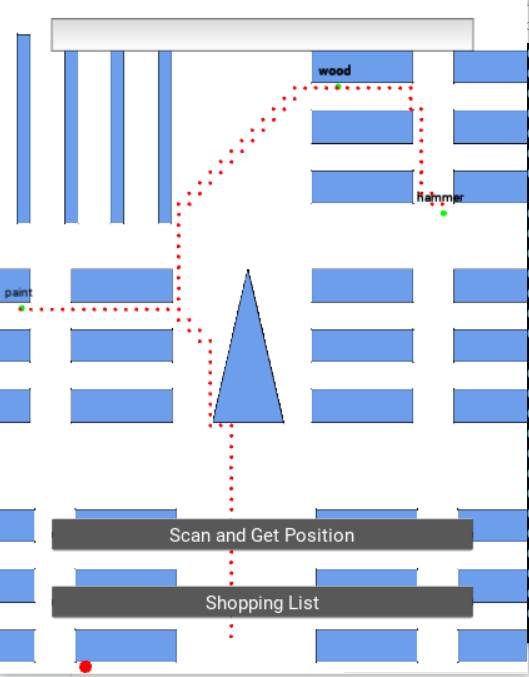 wood
hammer
paint
Scan and Get Position
Shopping List